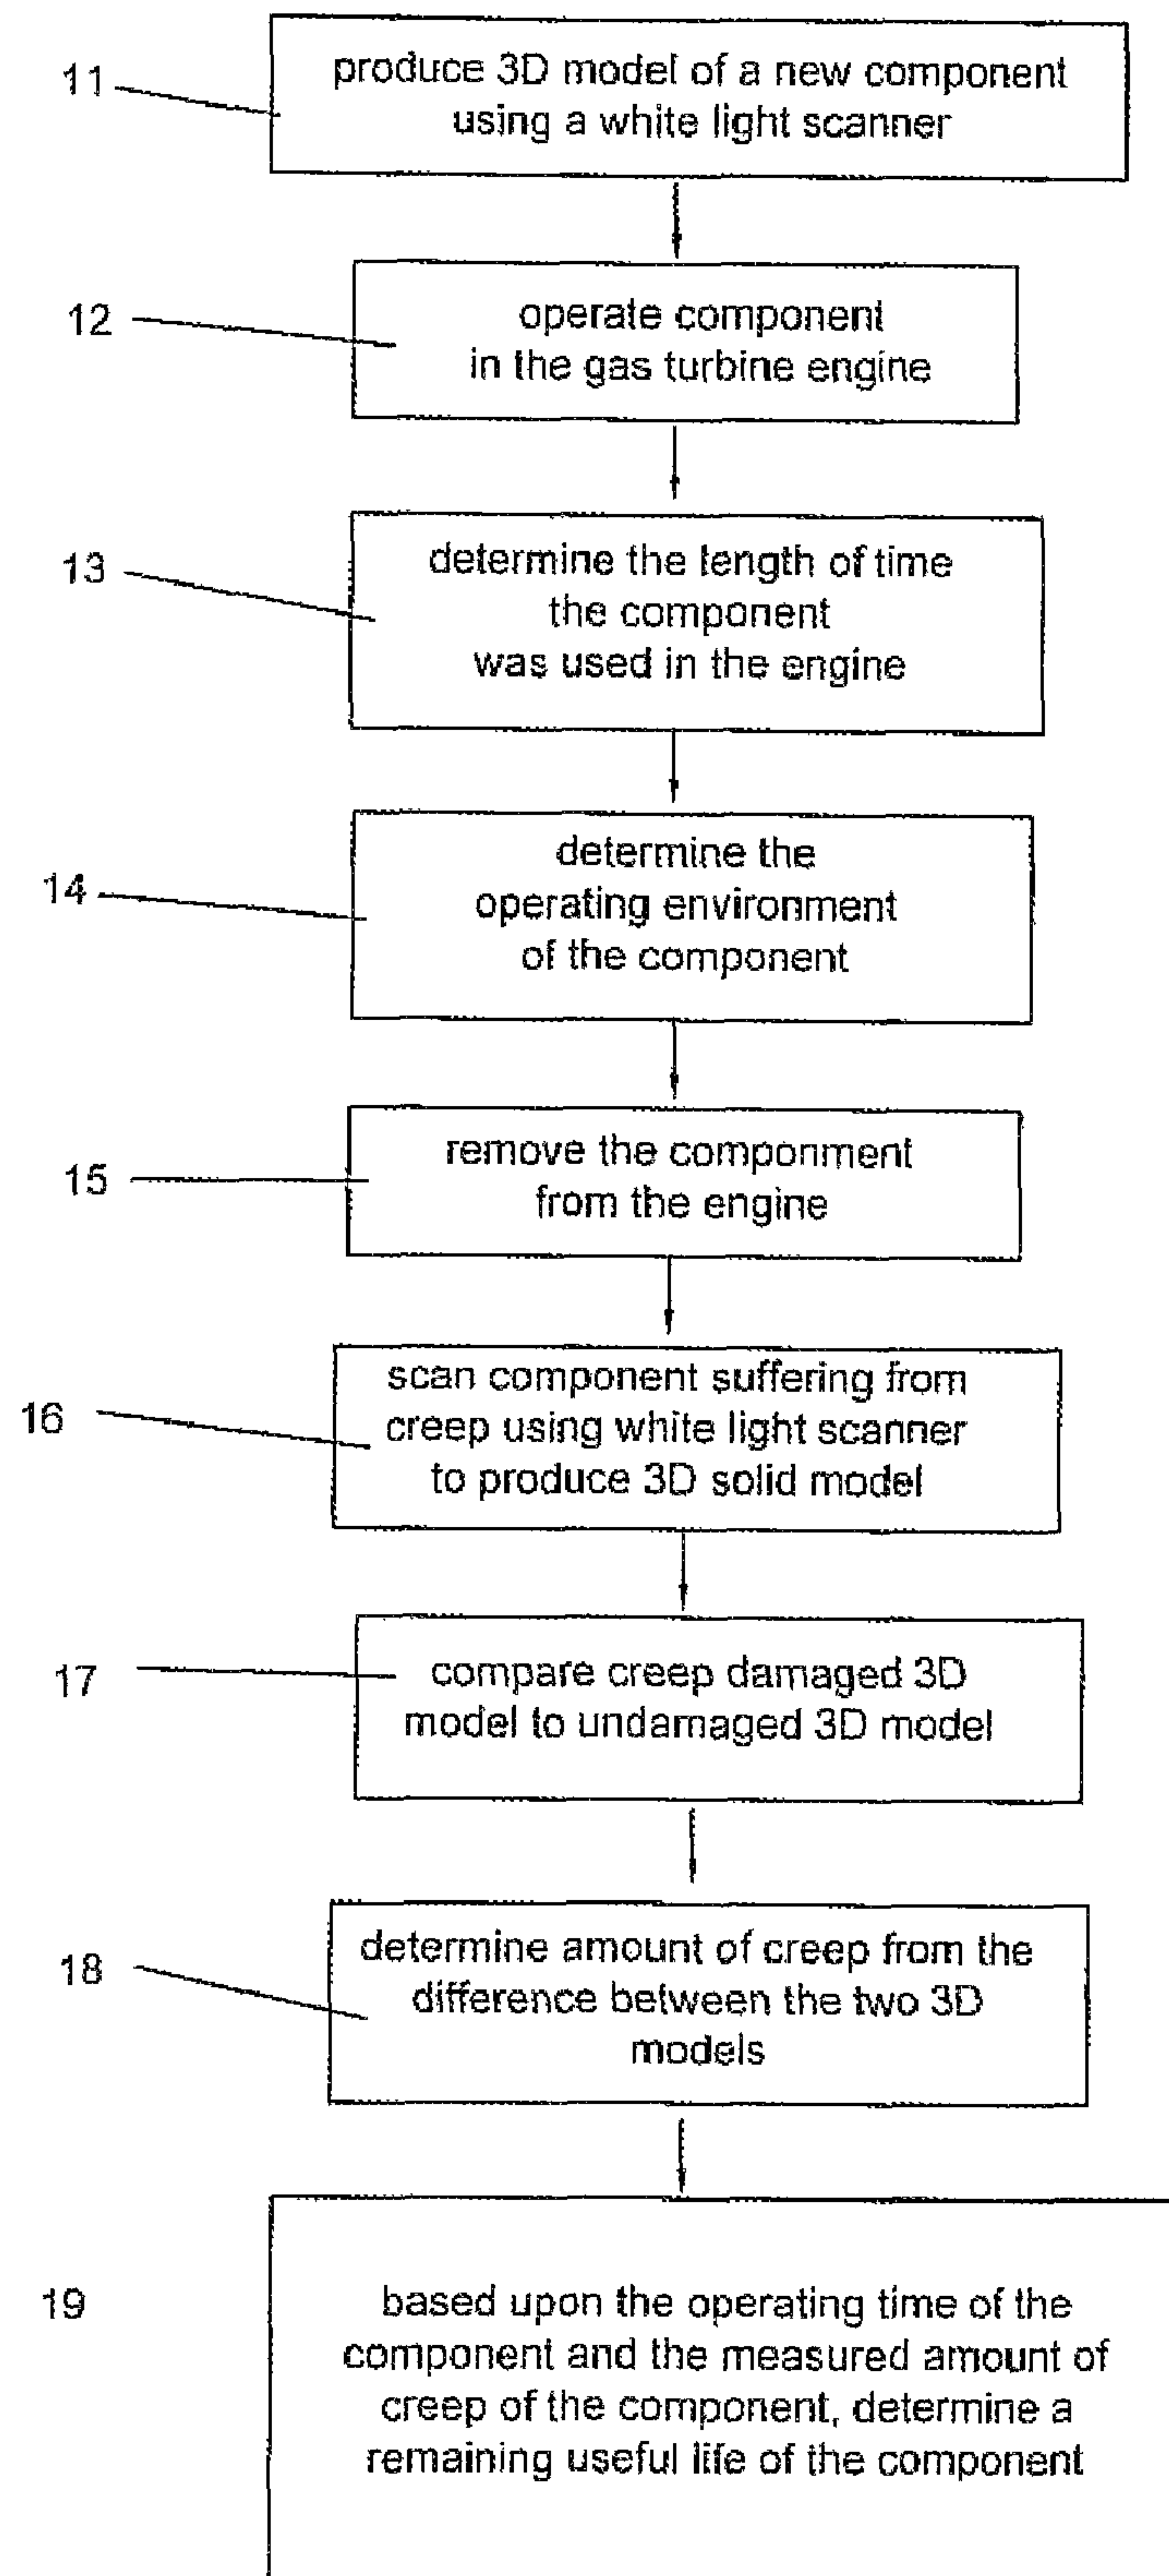 11
produce 3D model of a new component
using a white light scanner
12
operate component
in the gas turbine engine
13
determine the length of time
the component
was used in the engine
14
determine the
operating environment
of the component
15
remove the componment
from the engine
16
scan component suffering from
creep using white light scanner
to produce 3D solid model
17
compare creep damaged 3D
model to undamaged 3D model
18
determine amount of creep from the
difference between the two 3D
models
19
based upon the operating time of the
component and the measured amount of
creep of the component, determine a
remaining useful life of the component